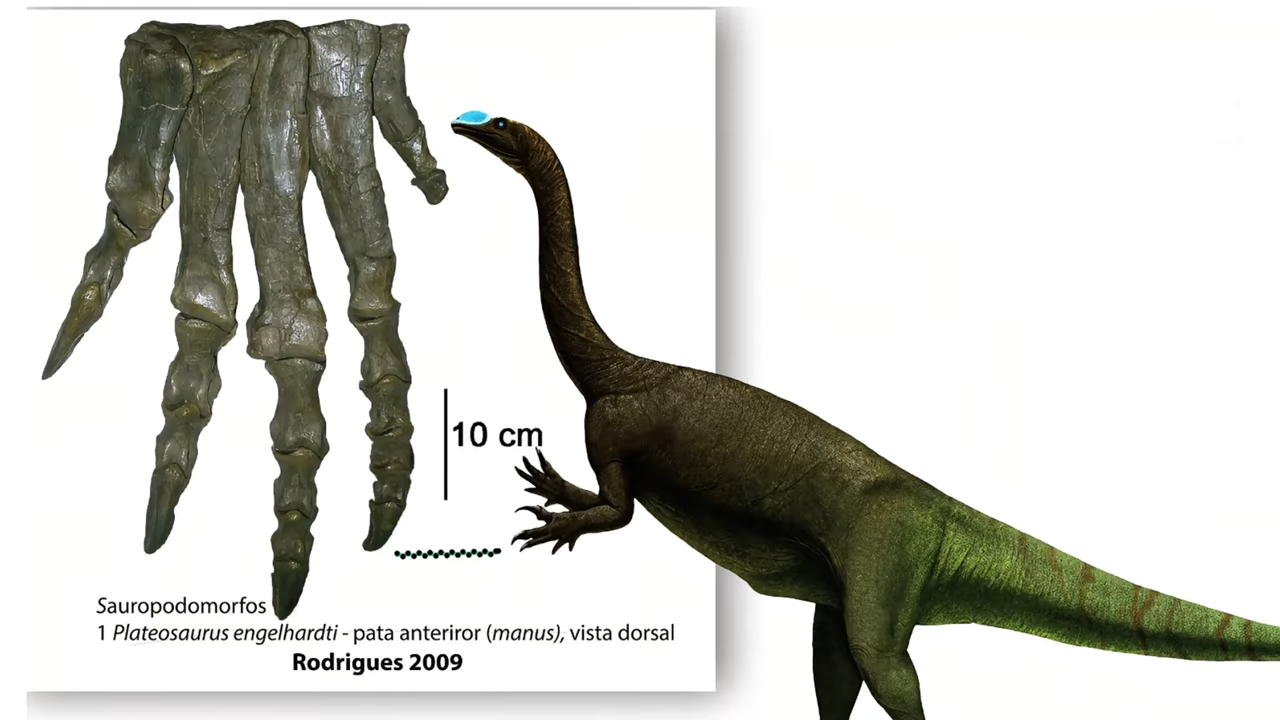 10 cm
Sauropodomorfos
1 Plateosaurus engelhardti - pata anteriror (manus), vista dorsal
Rodrigues 2009